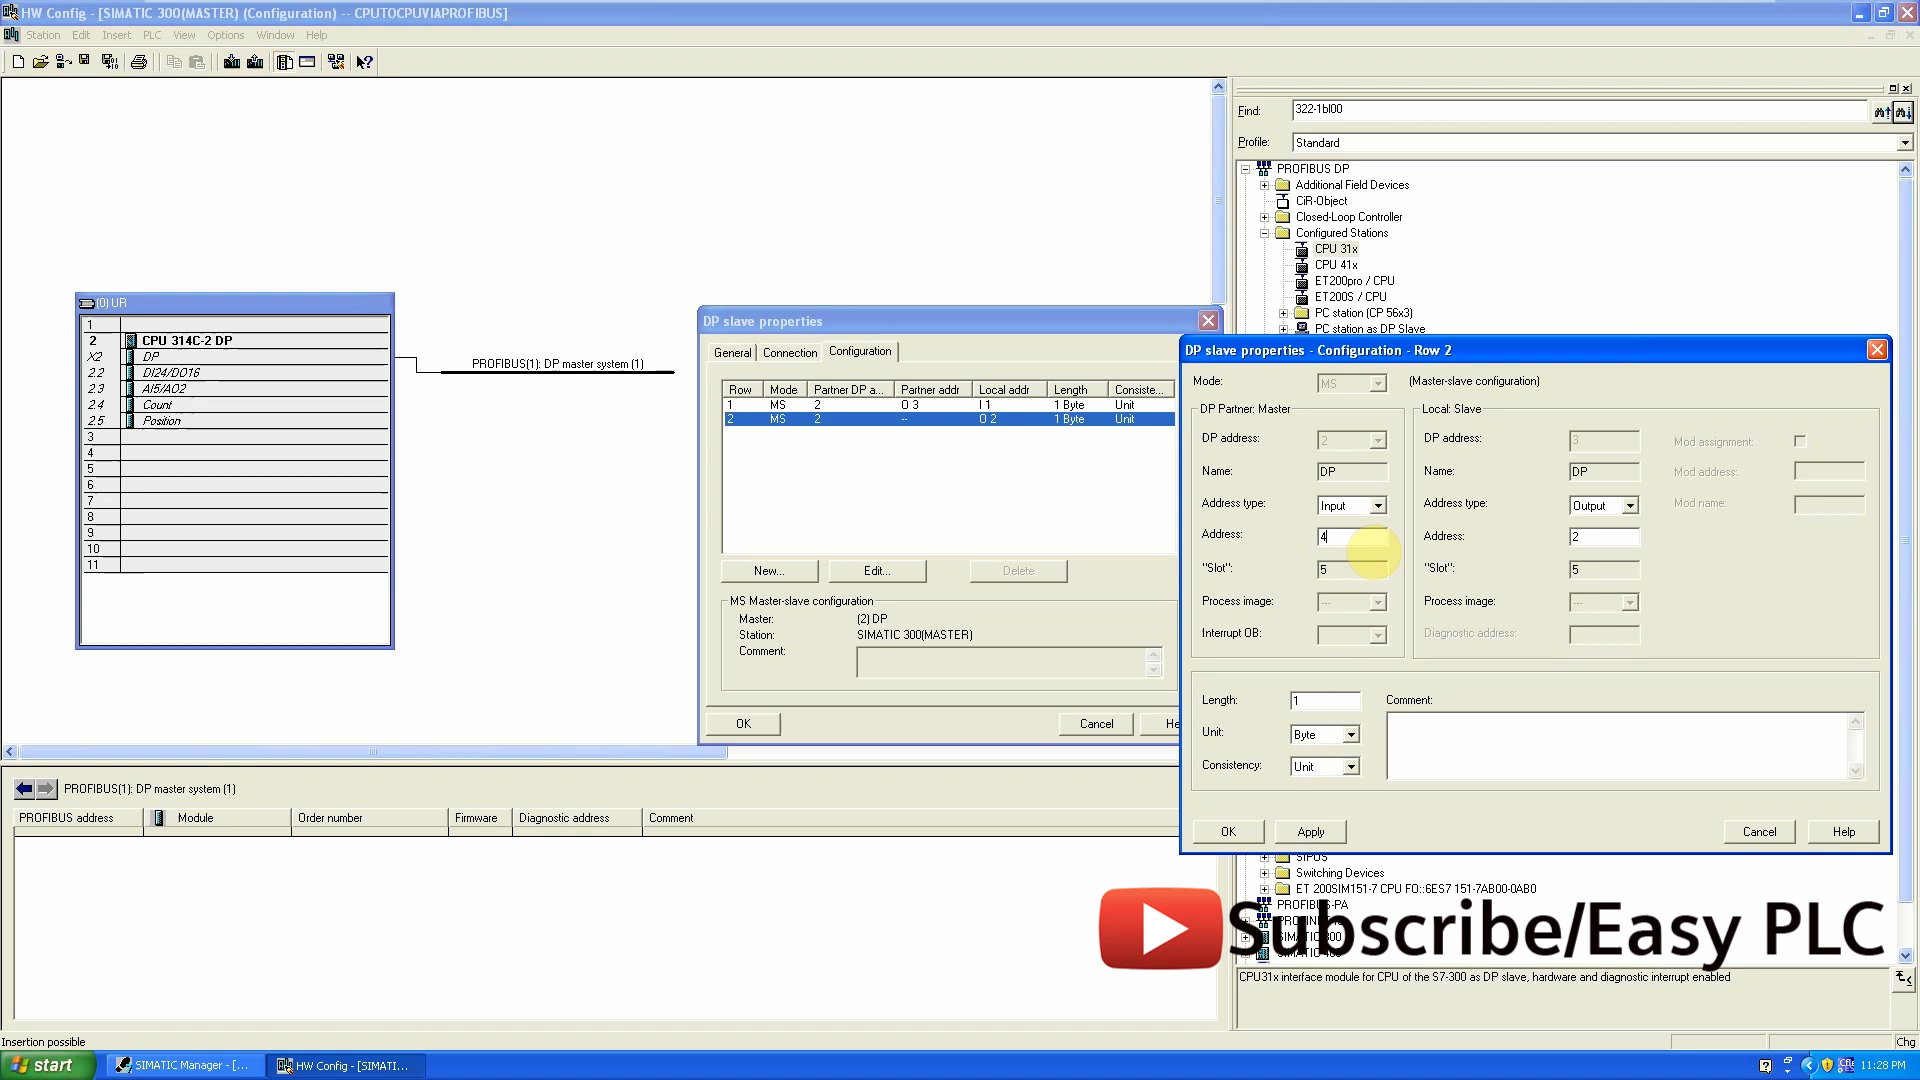 HW Config - [SIMATIC 300(MASTER) (Configuration) -- CPUTOCPUVIAPROFIBUS]
Station Edit Insert PLC View Options Window Help
Find: 322-1bl00
Profile: Standard
PROFIBUS DP
Additional Field Devices
CiR-Object
Closed-Loop Controller
Configured Stations
CPU 31x
CPU 41x
ET200pro / CPU
ET200S / CPU
PC station (CP 56x3)
PC station as DP Slave
(0) UR
1
2 CPU 314C-2 DP
X2 DP
2.2 DI24/DO16
2.3 AI5/AO2
2.4 Count
2.5 Position
3
4
5
6
7
8
9
10
11
PROFIBUS(1): DP master system (1)
DP slave properties
General Connection Configuration
Row Mode Partner DP a... Partner addr Local addr Length Consiste...
1 MS 2 O 3 I 1 1 Byte Unit
2 MS 2 -- O 2 1 Byte Unit
New... Edit... Delete
MS Master-slave configuration
Master: (2) DP
Station: SIMATIC 300(MASTER)
Comment:
OK Cancel He
DP slave properties - Configuration - Row 2
Mode: MS (Master-slave configuration)
DP Partner: Master
DP address: 2
Name: DP
Address type: Input
Address: 4
"Slot": 5
Process image: ---
Interrupt OB:
Local: Slave
DP address: 3
Name: DP
Address type: Output
Address: 2
"Slot": 5
Process image: ---
Diagnostic address:
Mod assignment:
Mod address:
Mod name:
Length: 1
Unit: Byte
Consistency: Unit
Comment:
OK Apply Cancel Help
SIPOS
Switching Devices
ET 200SIM151-7 CPU FO::6ES7 151-7AB00-0AB0
PROFIBUS-PA
Subscribe/Easy PLC
CPU31x interface module for CPU of the S7-300 as DP slave, hardware and diagnostic interrupt enabled
PROFIBUS(1): DP master system (1)
PROFIBUS address Module Order number Firmware Diagnostic address Comment
Insertion possible
Chg
start SIMATIC Manager - [... HW Config - [SIMATI... 11:28 PM